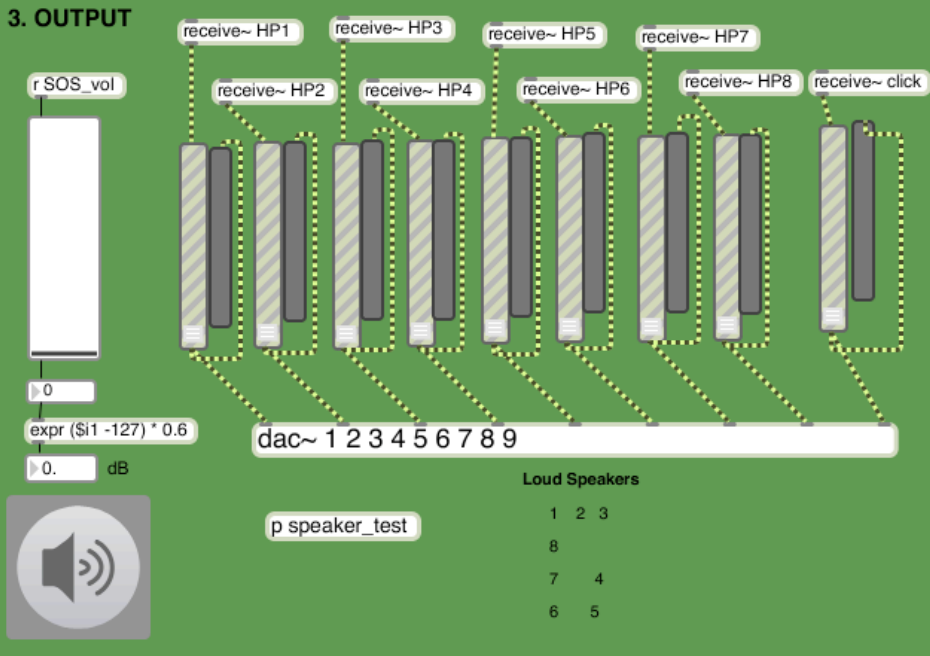 3. OUTPUT
receive~ HP1
receive~ HP3
receive~ HP5
receive~ HP7
r SOS_vol
receive~ HP2
receive~ HP4
receive~ HP6
receive~ HP8
receive~ click
0
expr ($i1 -127) * 0.6
dac~ 1 2 3 4 5 6 7 8 9
0.
dB
Loud Speakers
p speaker_test
1 2 3
8
7 4
6 5